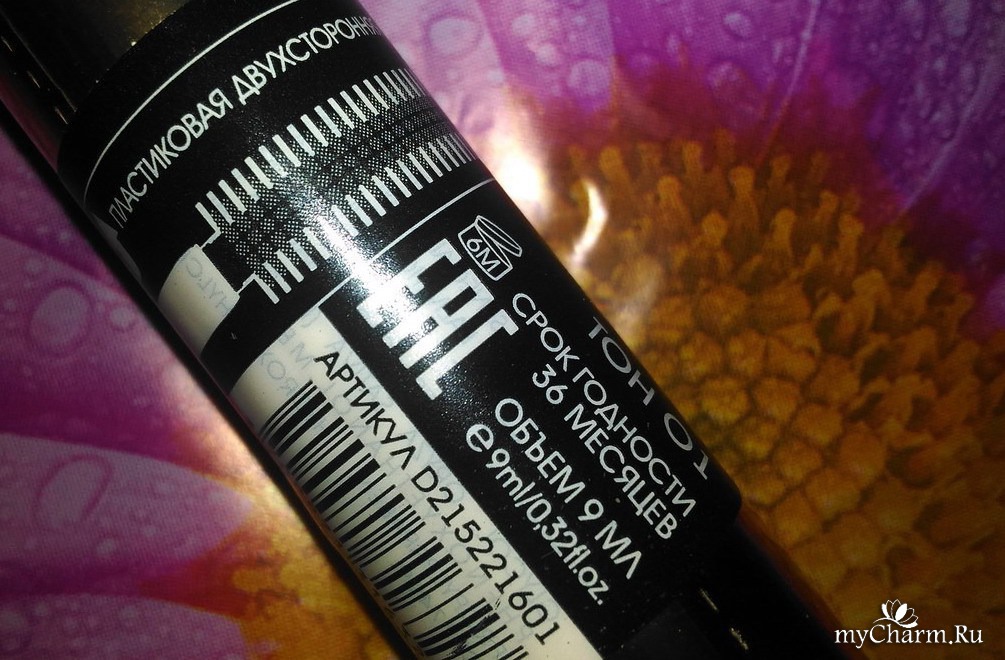 ПЛАСТИКОВАЯ ДВУХСТОРОННЯ
6M
EAC
ТОН 01
СРОК ГОДНОСТИ
36 МЕСЯЦЕВ
ОБЪЕМ 9 МЛ
e 9ml/0,32fl.oz.
АРТИКУЛ D215221601
myCharm.Ru